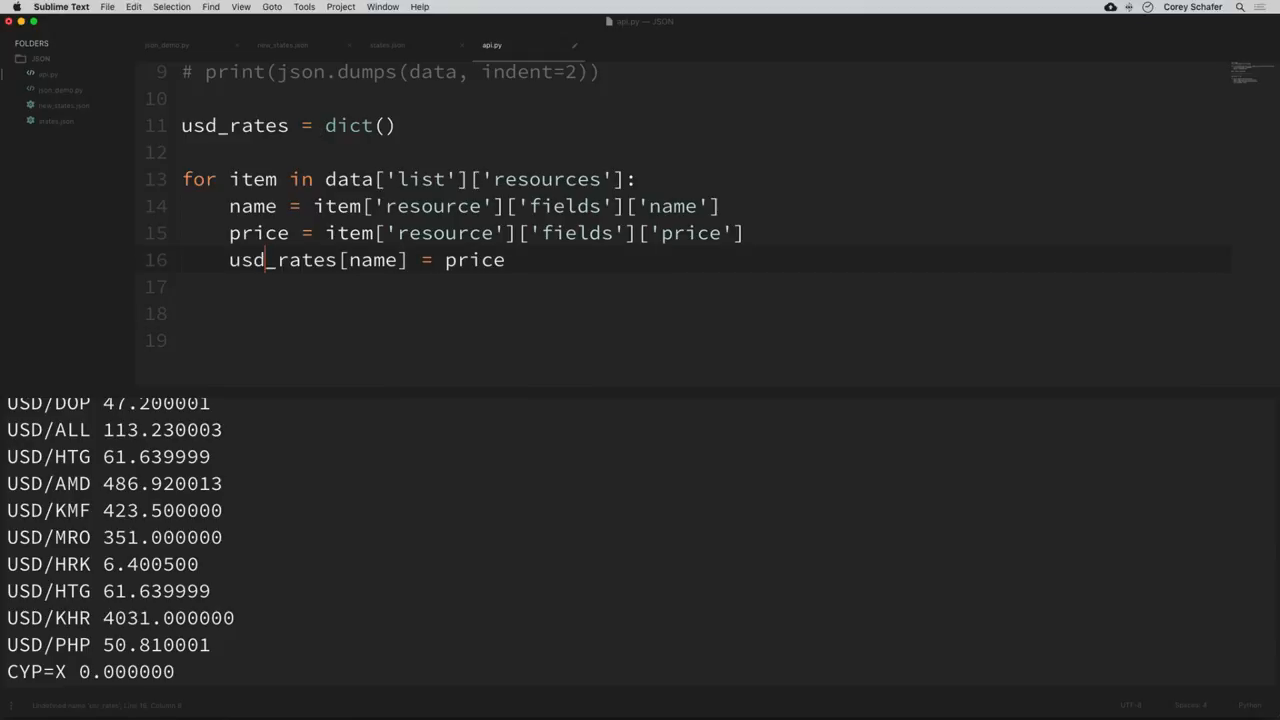 Sublime Text File Edit Selection Find View Goto Tools Project Window Help Corey Schafer
api.py — JSON
FOLDERS
JSON
api.py
json_demo.py
new_states.json
states.json
json_demo.py new_states.json states.json api.py
9 # print(json.dumps(data, indent=2))
10
11 usd_rates = dict()
12
13 for item in data['list']['resources']:
14 name = item['resource']['fields']['name']
15 price = item['resource']['fields']['price']
16 usd_rates[name] = price
17
18
19
USD/DOP 47.200001
USD/ALL 113.230003
USD/HTG 61.639999
USD/AMD 486.920013
USD/KMF 423.500000
USD/MRO 351.000000
USD/HRK 6.400500
USD/HTG 61.639999
USD/KHR 4031.000000
USD/PHP 50.810001
CYP=X 0.000000
UTF-8 Spaces: 4 Python